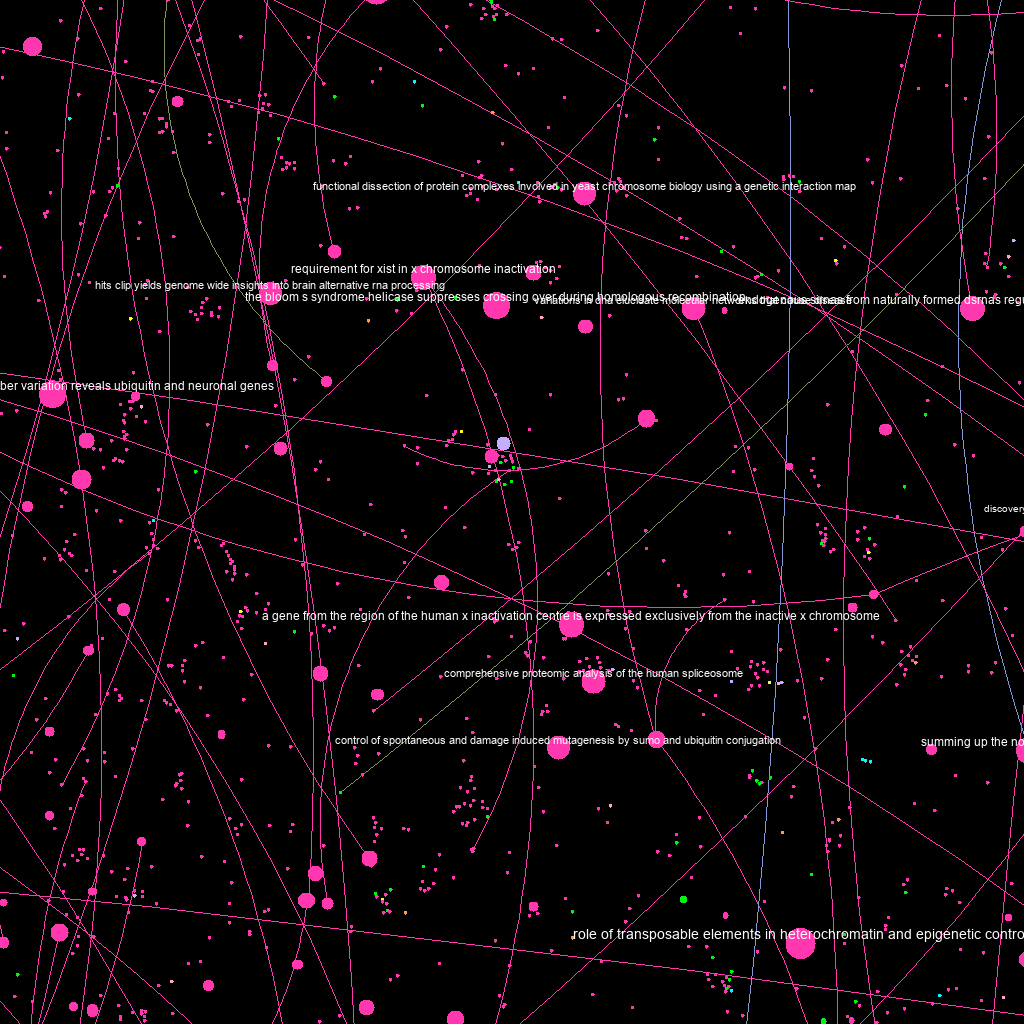 functional dissection of protein complexes involved in yeast chromosome biology using a genetic interaction map
requirement for xist in x chromosome inactivation
hits clip yields genome wide insights into brain alternative rna processing
the bloom s syndrome helicase suppresses crossing over during homologous recombination
from naturally formed dsrnas regu
ber variation reveals ubiquitin and neuronal genes
discovery
a gene from the region of the human x inactivation centre is expressed exclusively from the inactive x chromosome
comprehensive proteomic analysis of the human spliceosome
control of spontaneous and damage induced mutagenesis by sumo and ubiquitin conjugation
summing up the no
role of transposable elements in heterochromatin and epigenetic contro